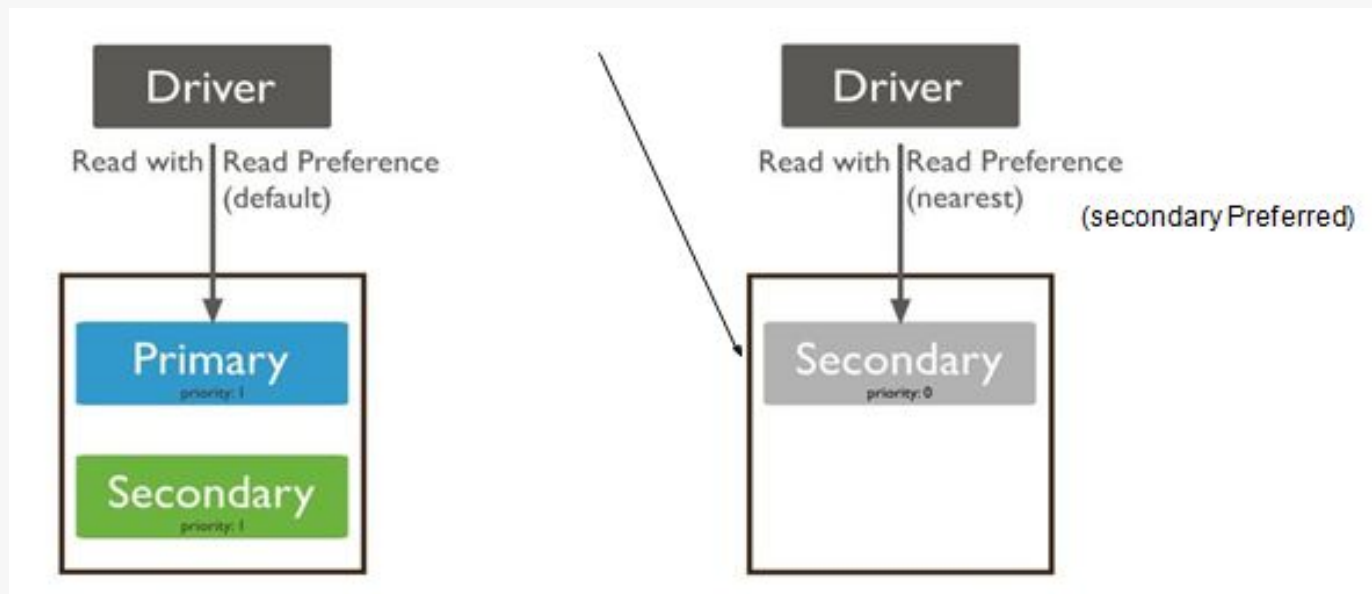 Driver
Read with Read Preference
(default)
Primary
priority: 1
Secondary
priority: 1
Driver
Read with Read Preference
(nearest)
(secondary Preferred)
Secondary
priority: 0